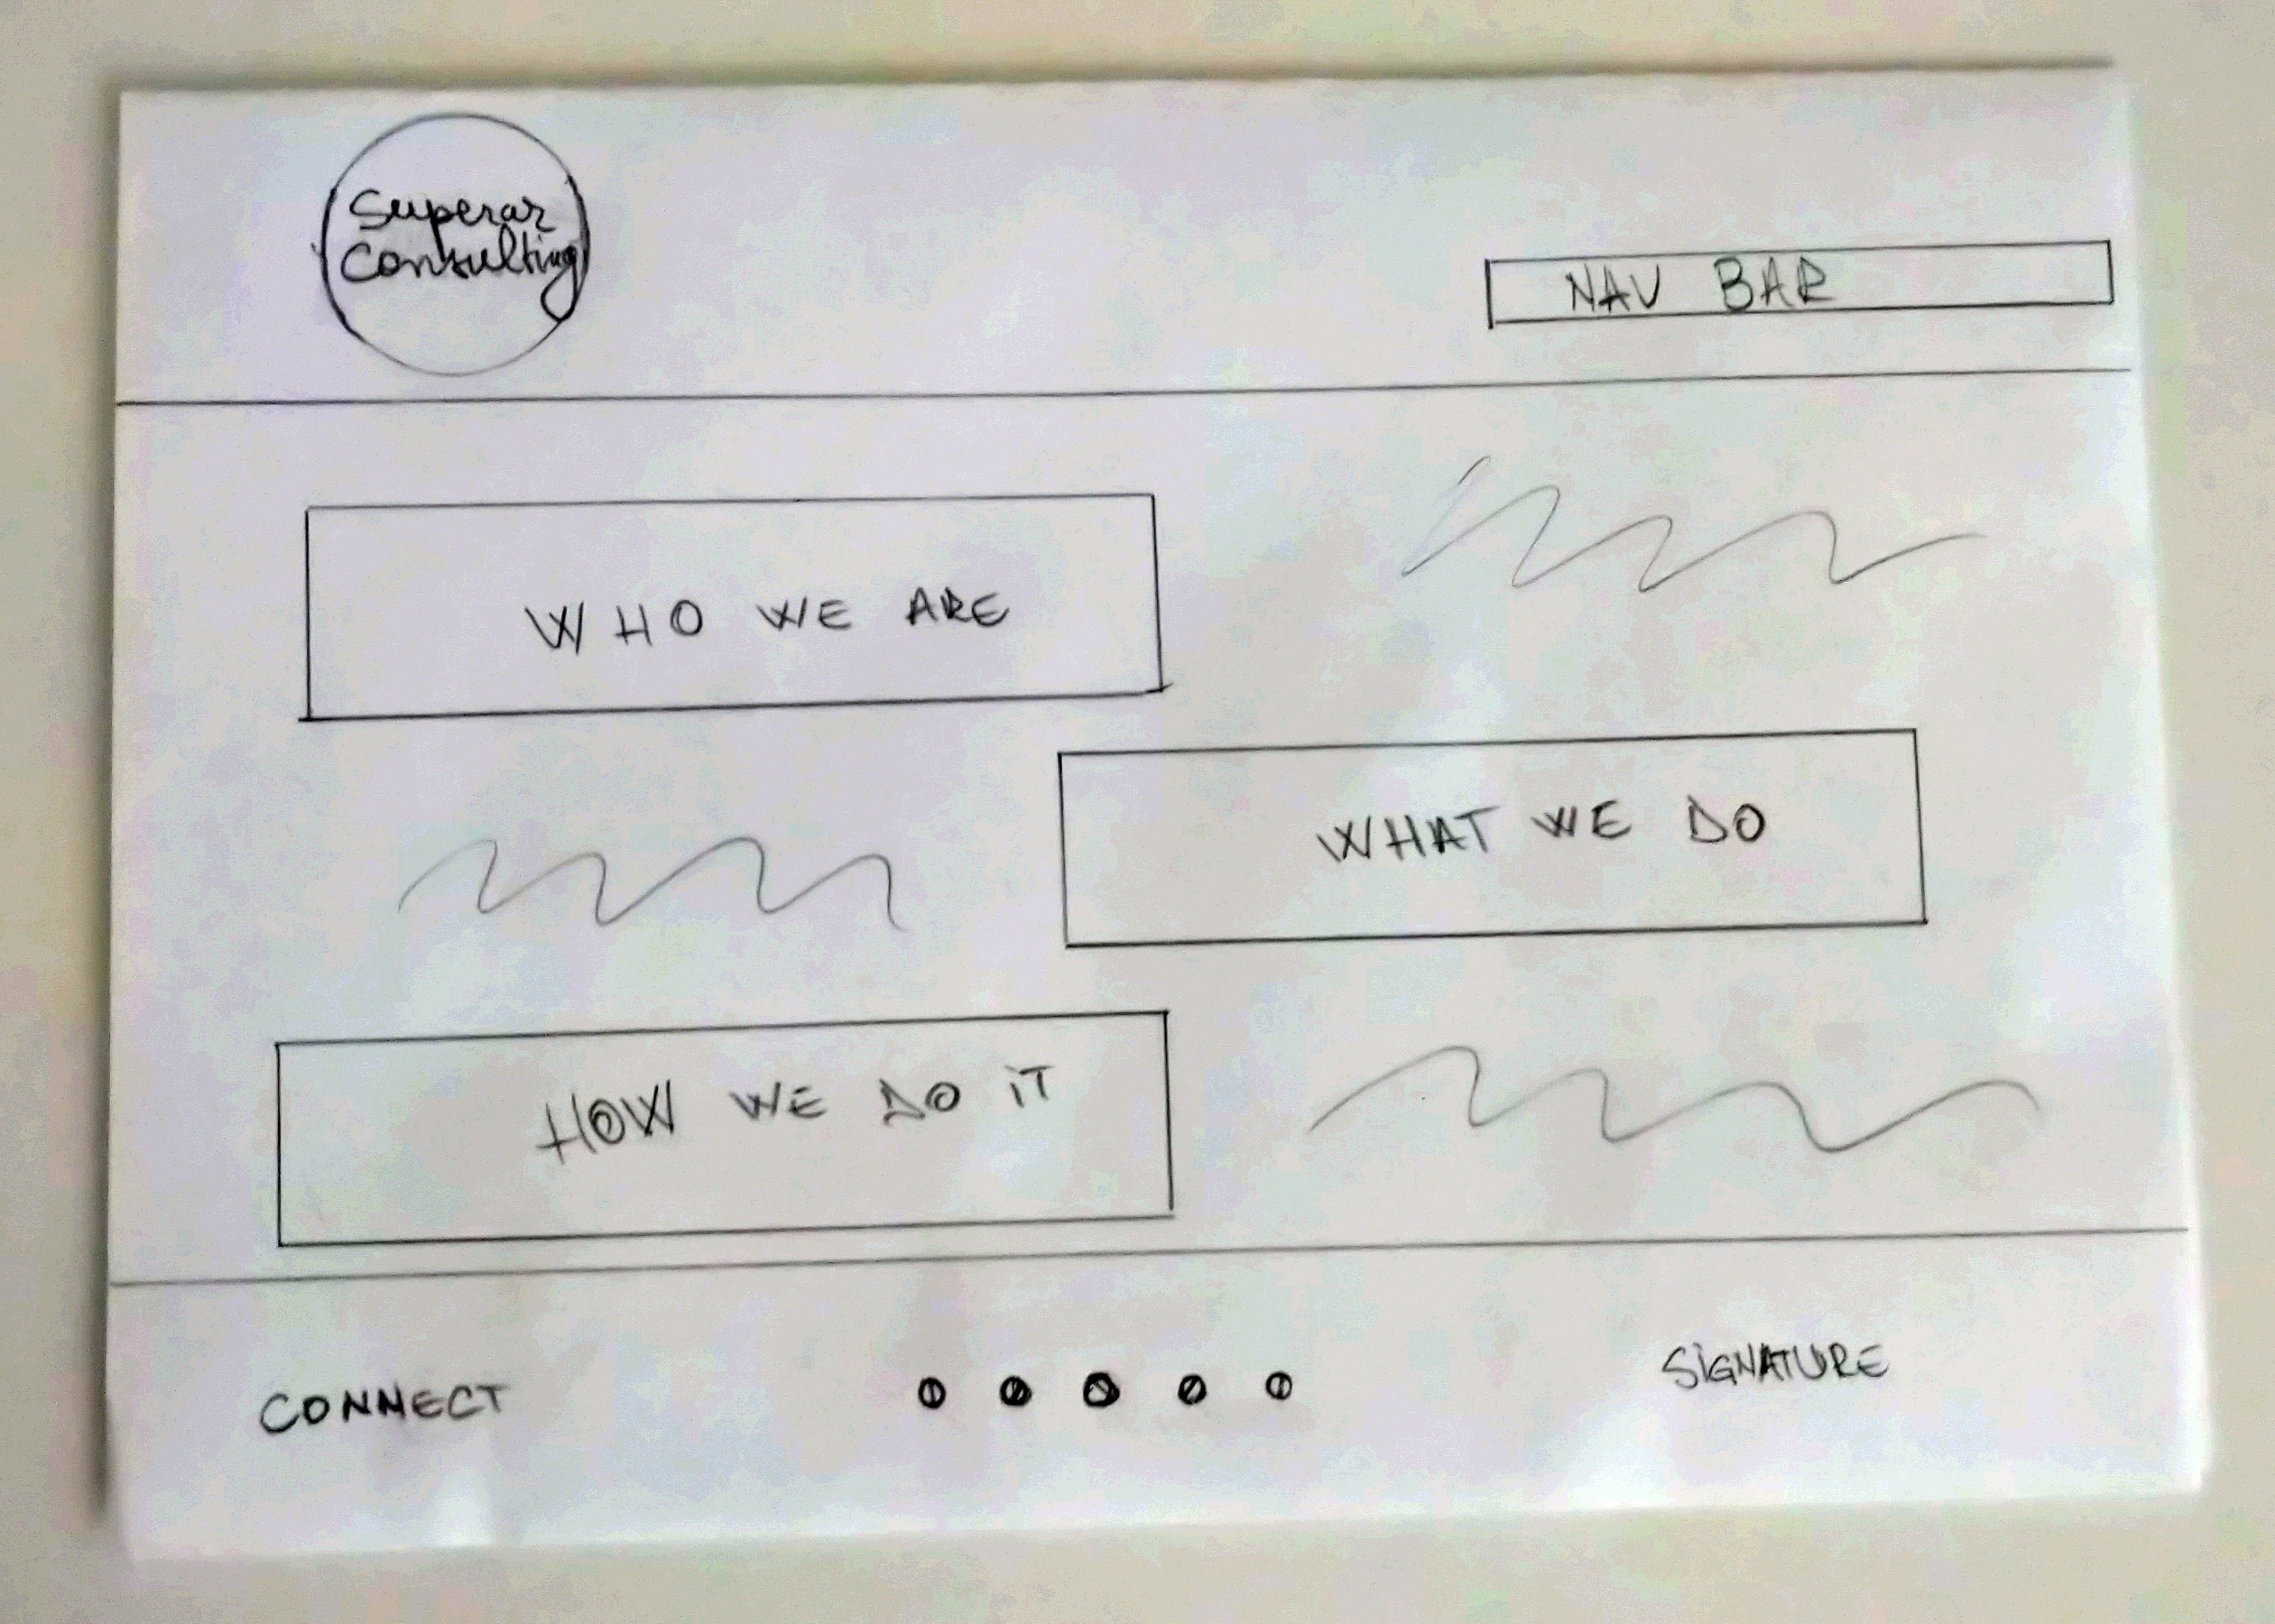 Superar
Consulting
NAV BAR
WHO WE ARE
WHAT WE DO
HOW WE DO iT
CONNECT
SiGNATURE